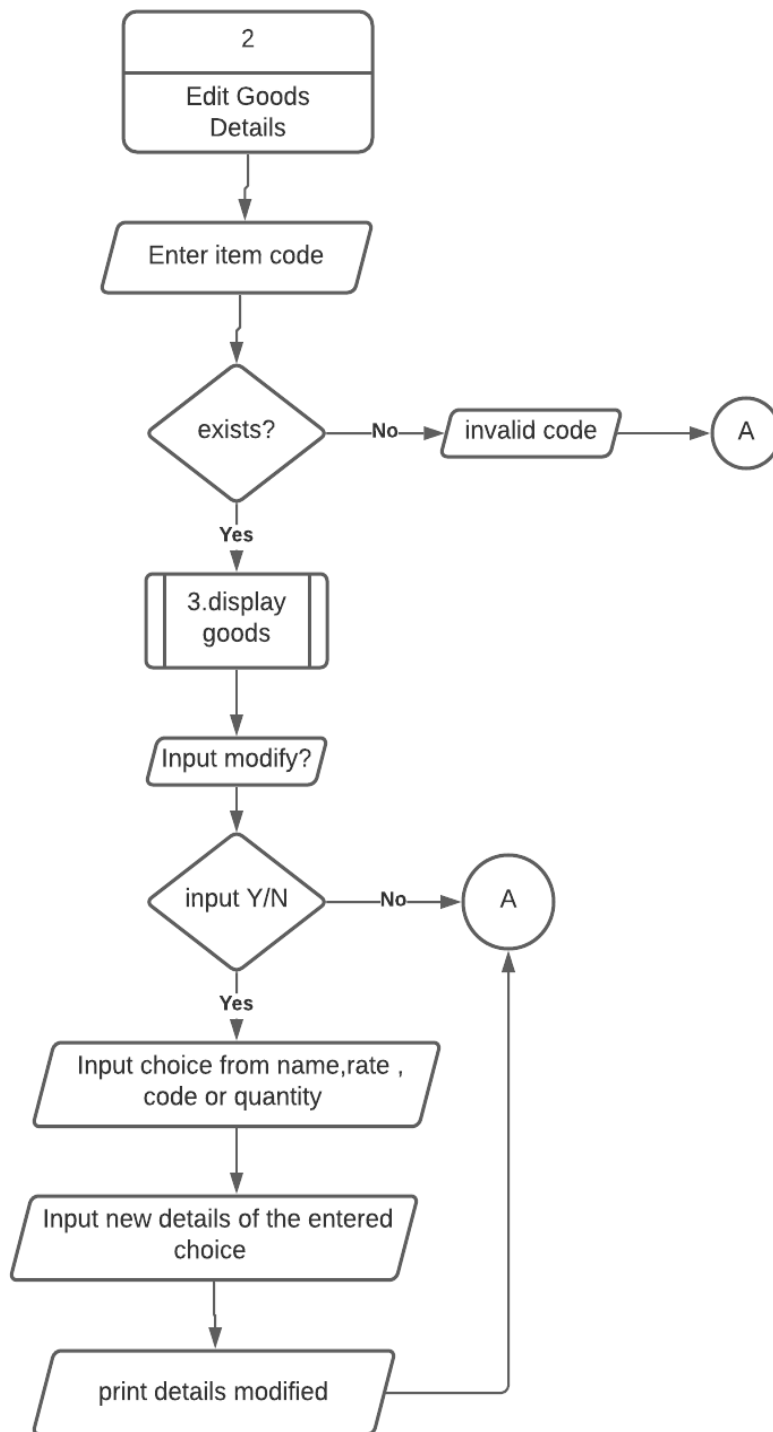 2
Edit Goods
Details
Enter item code
exists?
No
invalid code
A
Yes
3.display
goods
Input modify?
input Y/N
No
A
Yes
Input choice from name,rate ,
code or quantity
Input new details of the entered
choice
print details modified